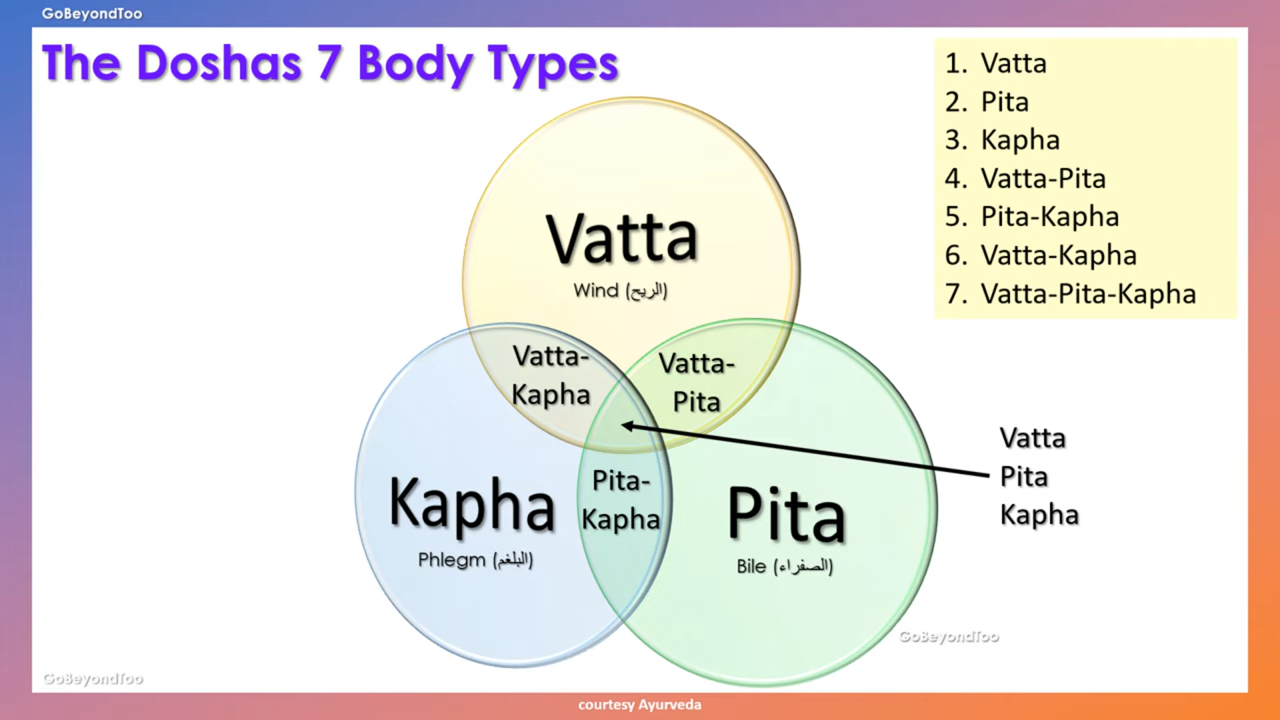 GoBeyondToo
The Doshas 7 Body Types
1. Vatta
2. Pita
3. Kapha
4. Vatta-Pita
5. Pita-Kapha
6. Vatta-Kapha
7. Vatta-Pita-Kapha
Vatta
Wind (الريح)
Vatta-
Kapha
Vatta-
Pita
Kapha
Phlegm (البلغم)
Pita-
Kapha
Pita
Bile (الصفراء)
Vatta
Pita
Kapha
GoBeyondToo
GoBeyondToo
courtesy Ayurveda